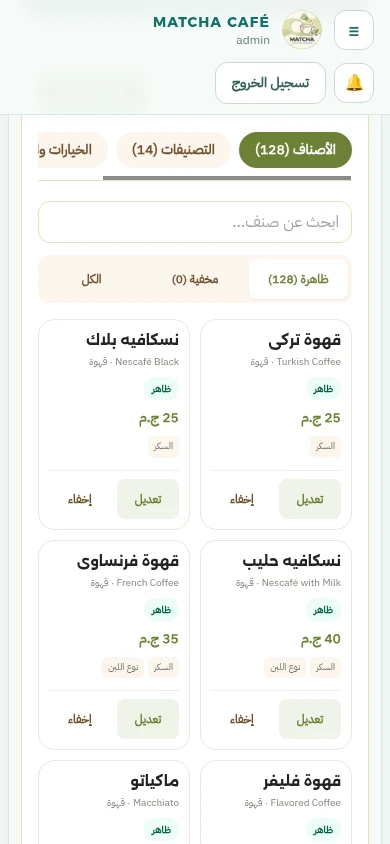 MATCHA CAFÉ
admin
MATCHA
تسجيل الخروج
الأصناف (128)
التصنيفات (14)
الخيارات وا
ابحث عن صنف...
ظاهرة (128)
مخفية (0)
الكل
قهوة تركى
Turkish Coffee · قهوة
ظاهر
25 ج.م
السكر
تعديل
إخفاء
نسكافيه بلاك
Nescafé Black · قهوة
ظاهر
25 ج.م
السكر
تعديل
إخفاء
نسكافيه حليب
Nescafé with Milk · قهوة
ظاهر
40 ج.م
السكر
نوع اللبن
تعديل
إخفاء
قهوة فرنساوى
French Coffee · قهوة
ظاهر
35 ج.م
السكر
نوع اللبن
تعديل
إخفاء
قهوة فليفر
Flavored Coffee · قهوة
ظاهر
ماكياتو
Macchiato · قهوة
ظاهر